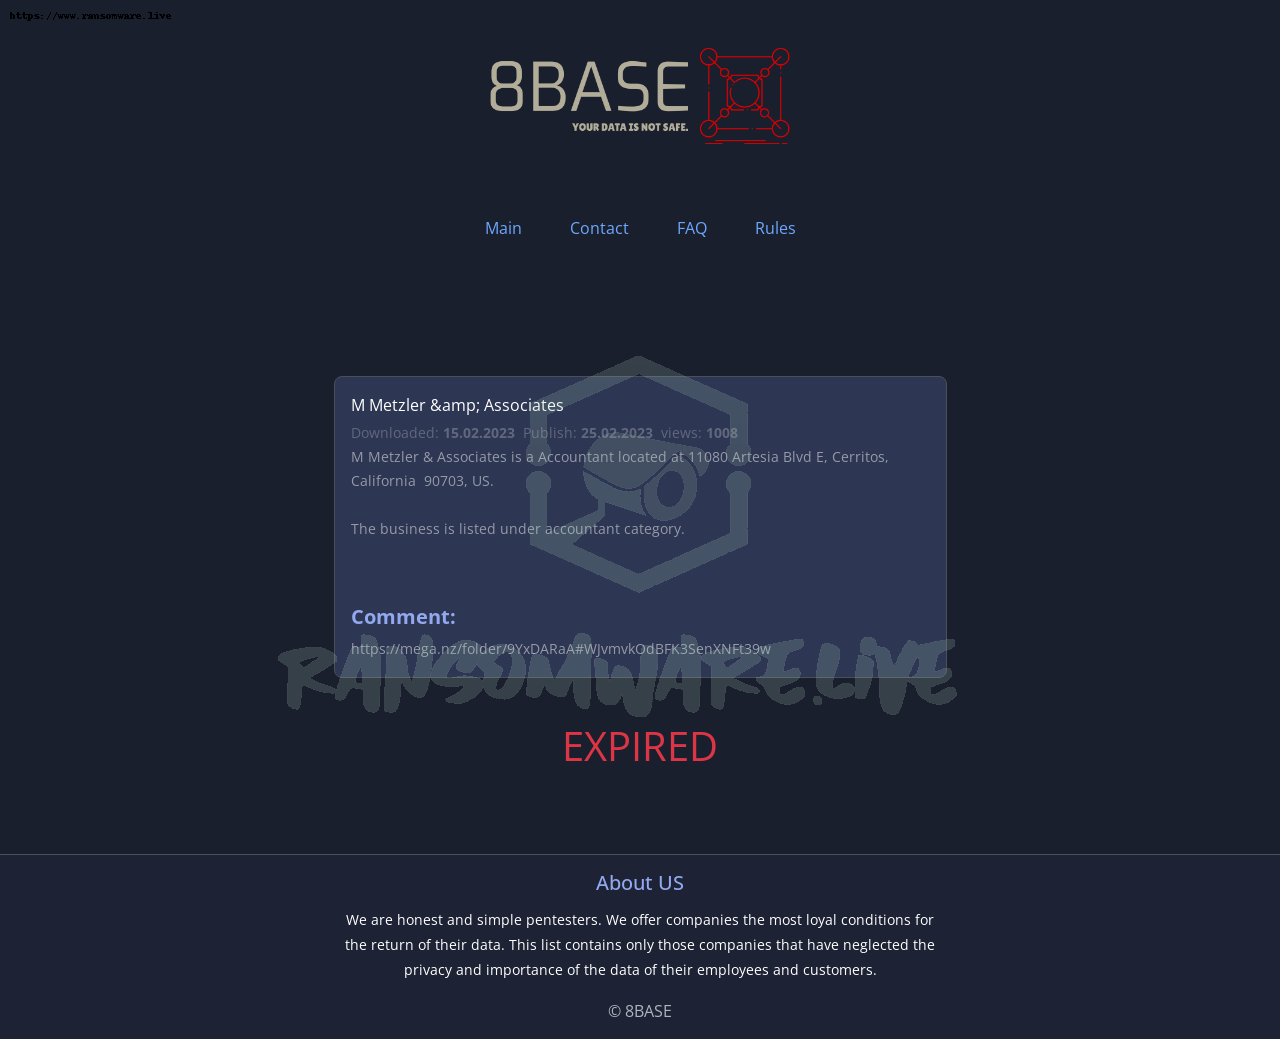 https://www.ransomware.live
8BASE
YOUR DATA IS NOT SAFE.
Main Contact FAQ Rules
M Metzler &amp; Associates
Downloaded: 15.02.2023 Publish: 25.02.2023 views: 1008
M Metzler & Associates is a Accountant located at 11080 Artesia Blvd E, Cerritos,
California 90703, US.
The business is listed under accountant category.
Comment:
https://mega.nz/folder/9YxDARaA#WJvmvkOdBFK3SenXNFt39w
RANSOMWARE.LIVE
EXPIRED
About US
We are honest and simple pentesters. We offer companies the most loyal conditions for
the return of their data. This list contains only those companies that have neglected the
privacy and importance of the data of their employees and customers.
© 8BASE